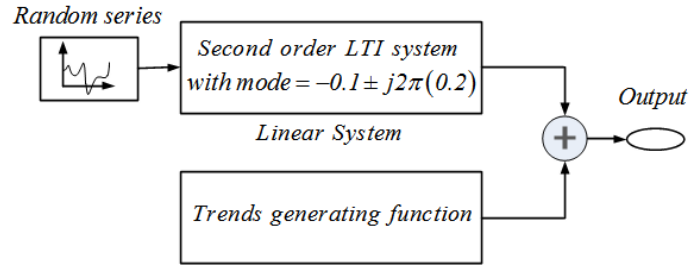 Random series
Second order LTI system
with mode = −0.1 ± j2π(0.2)
Linear System
Output
+
Trends generating function